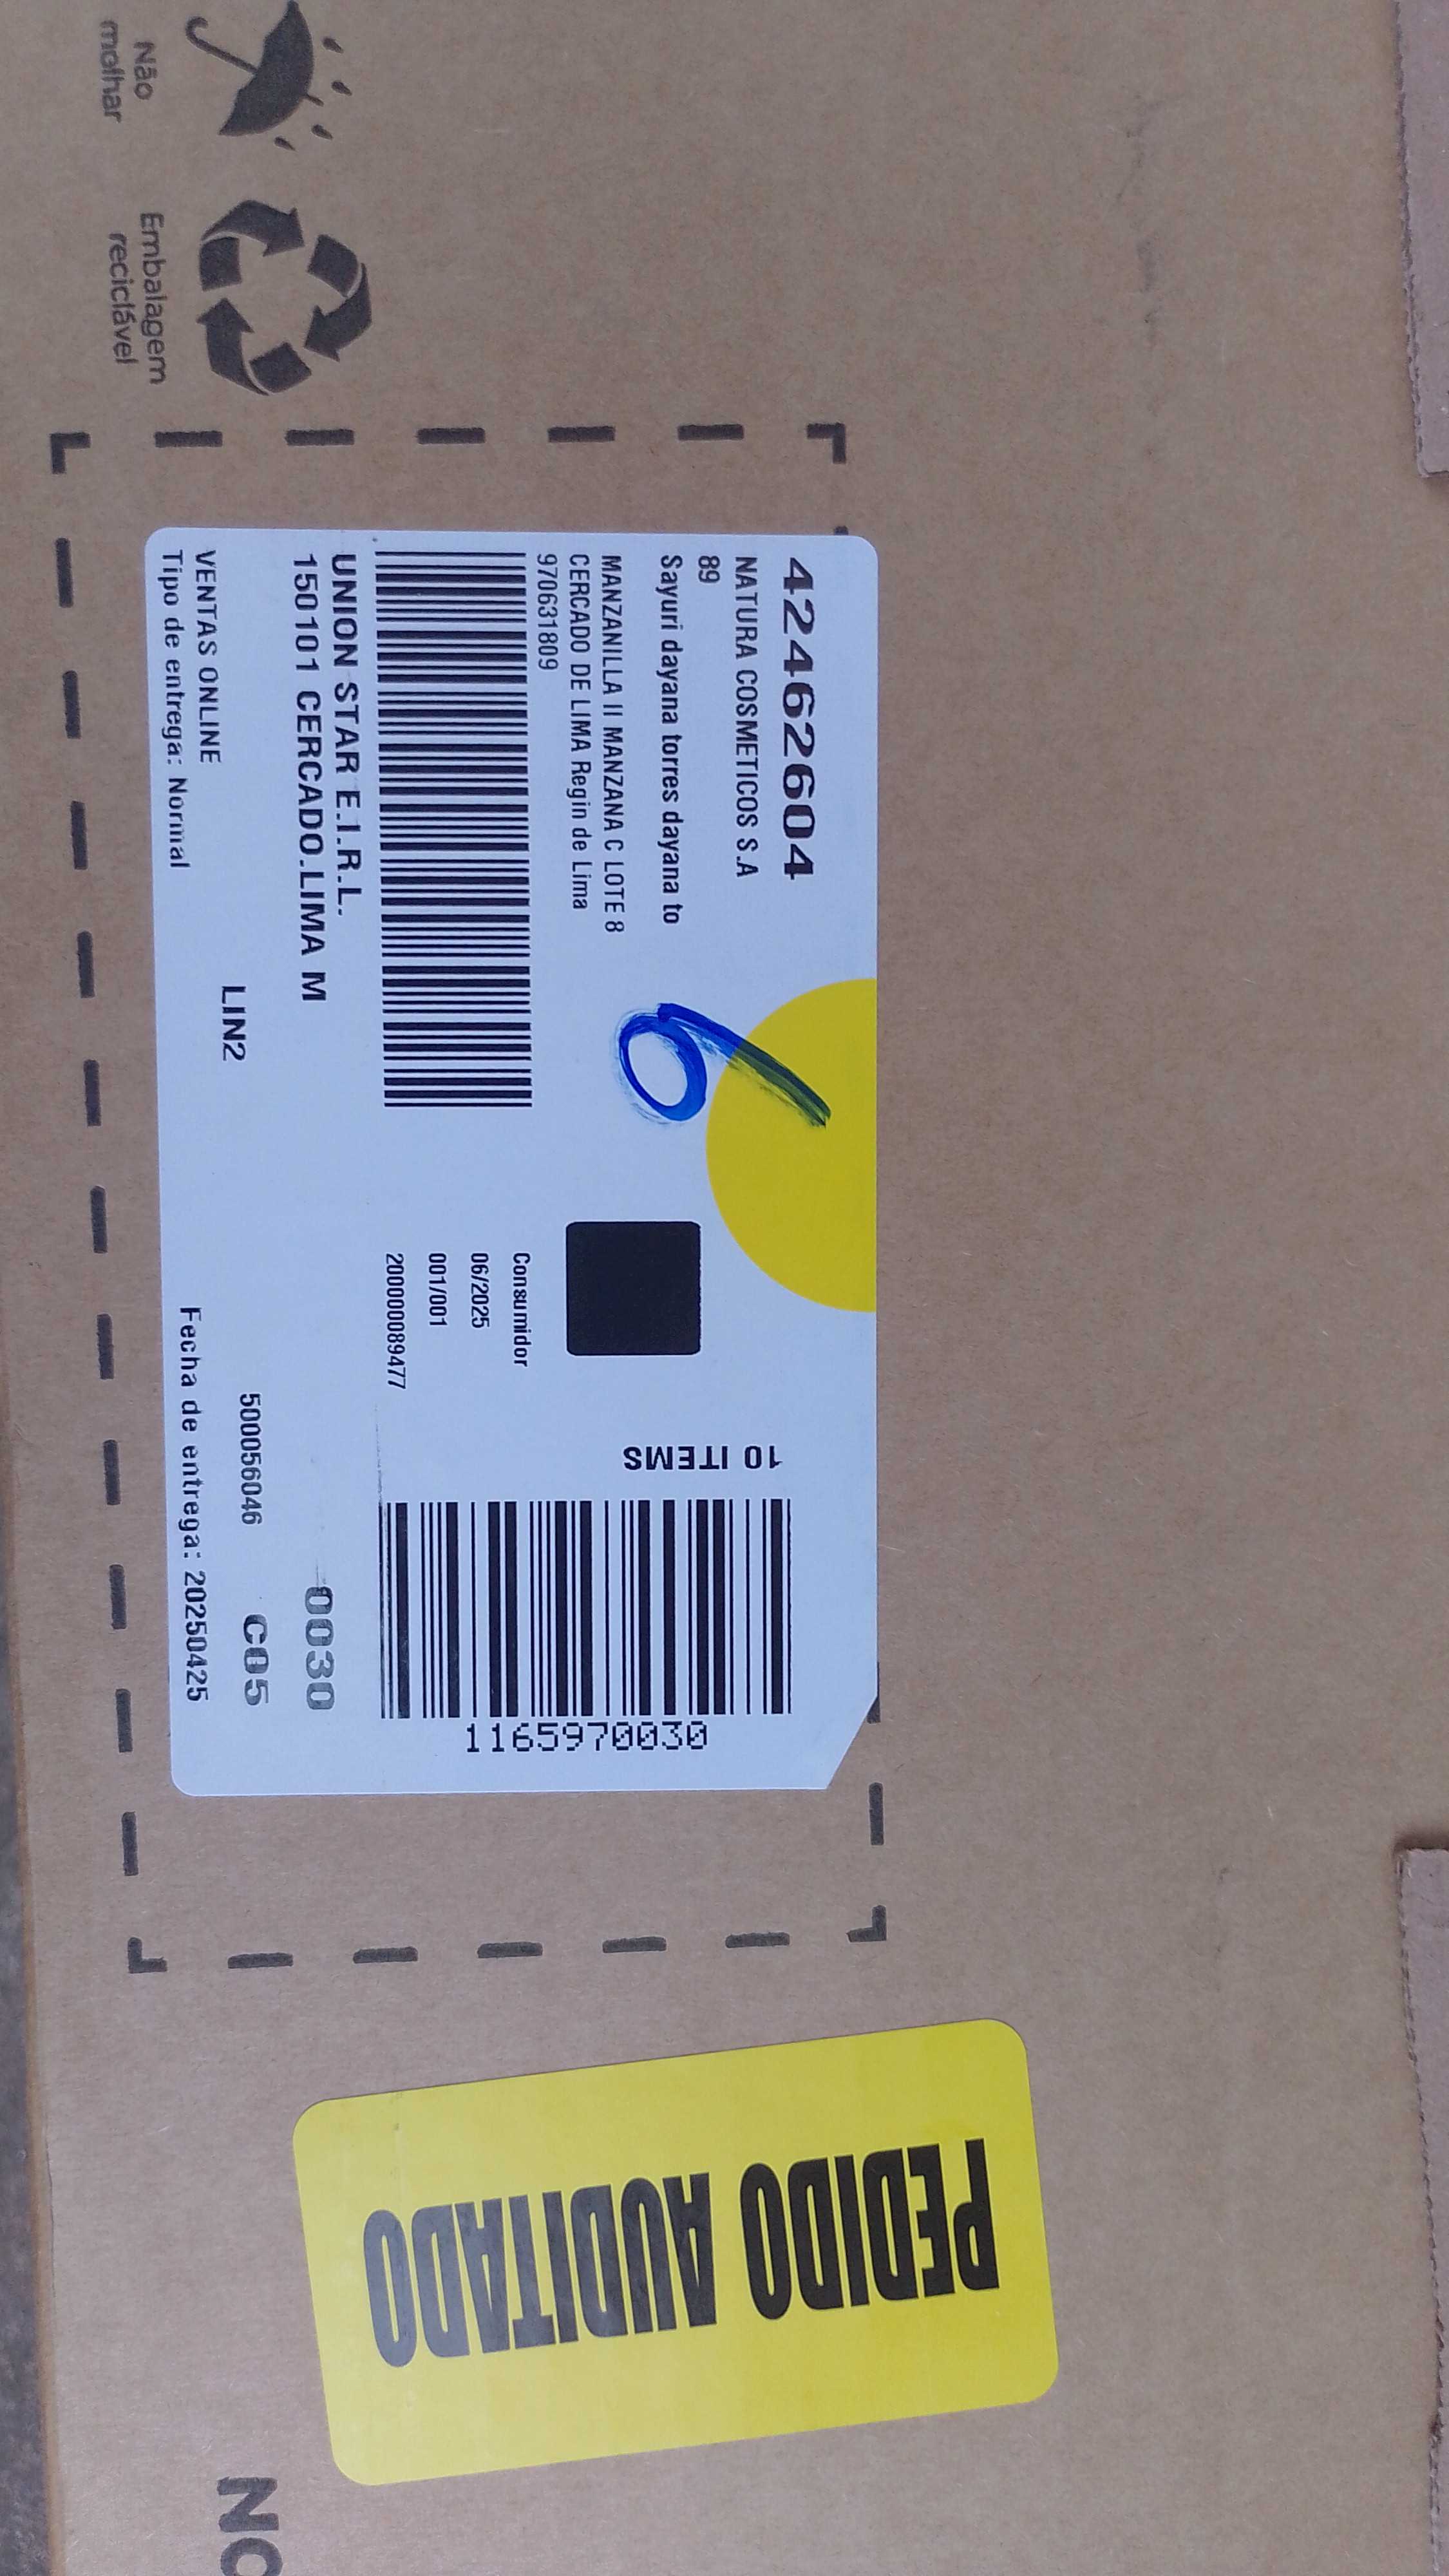 Não
molhar
Embalagem
reciclável
42462604
NATURA COSMETICOS S.A
89
Sayuri dayana torres dayana to
MANZANILLA II MANZANA C LOTE 8
CERCADO DE LIMA Regin de Lima
970631809
6
Consumidor
06/2025
001/001
200000089477
10 ITEMS
1165970030
UNION STAR E.I.R.L.
150101 CERCADO.LIMA M
0030
LIN2
500056046
C05
VENTAS ONLINE
Tipo de entrega: Normal
Fecha de entrega: 20250425
PEDIDO AUDITADO